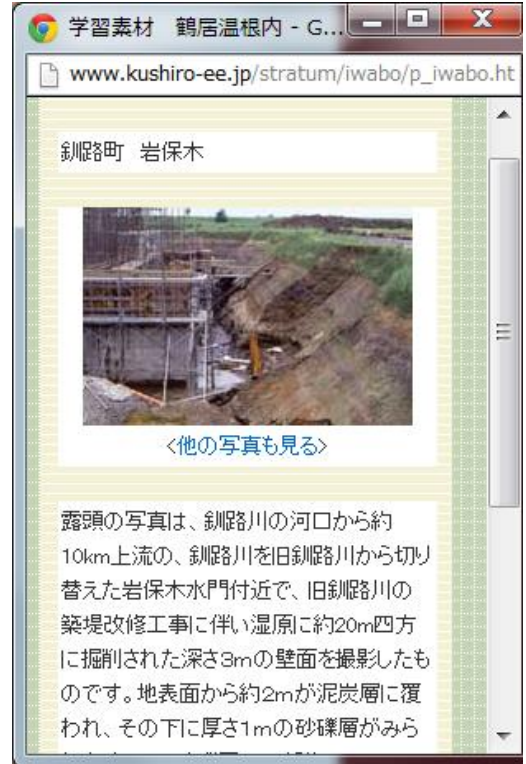 学習素材　鶴居温根内 - G...
www.kushiro-ee.jp/stratum/iwabo/p_iwabo.ht
釧路町　岩保木
<他の写真も見る>
露頭の写真は、釧路川の河口から約
10km上流の、釧路川を旧釧路川から切り
替えた岩保木水門付近で、旧釧路川の
築堤改修工事に伴い湿原に約20m四方
に掘削された深さ3mの壁面を撮影したも
のです。地表面から約2mが泥炭層に覆
われ、その下に厚さ1mの砂礫層がみら